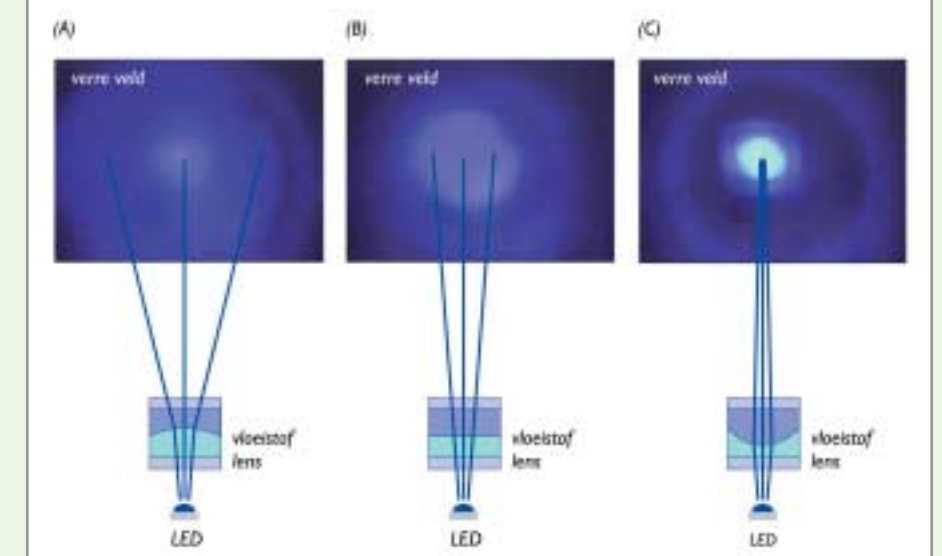 (A)
(B)
(C)
verre veld
verre veld
verre veld
vloeistof
lens
vloeistof
lens
vloeistof
lens
LED
LED
LED